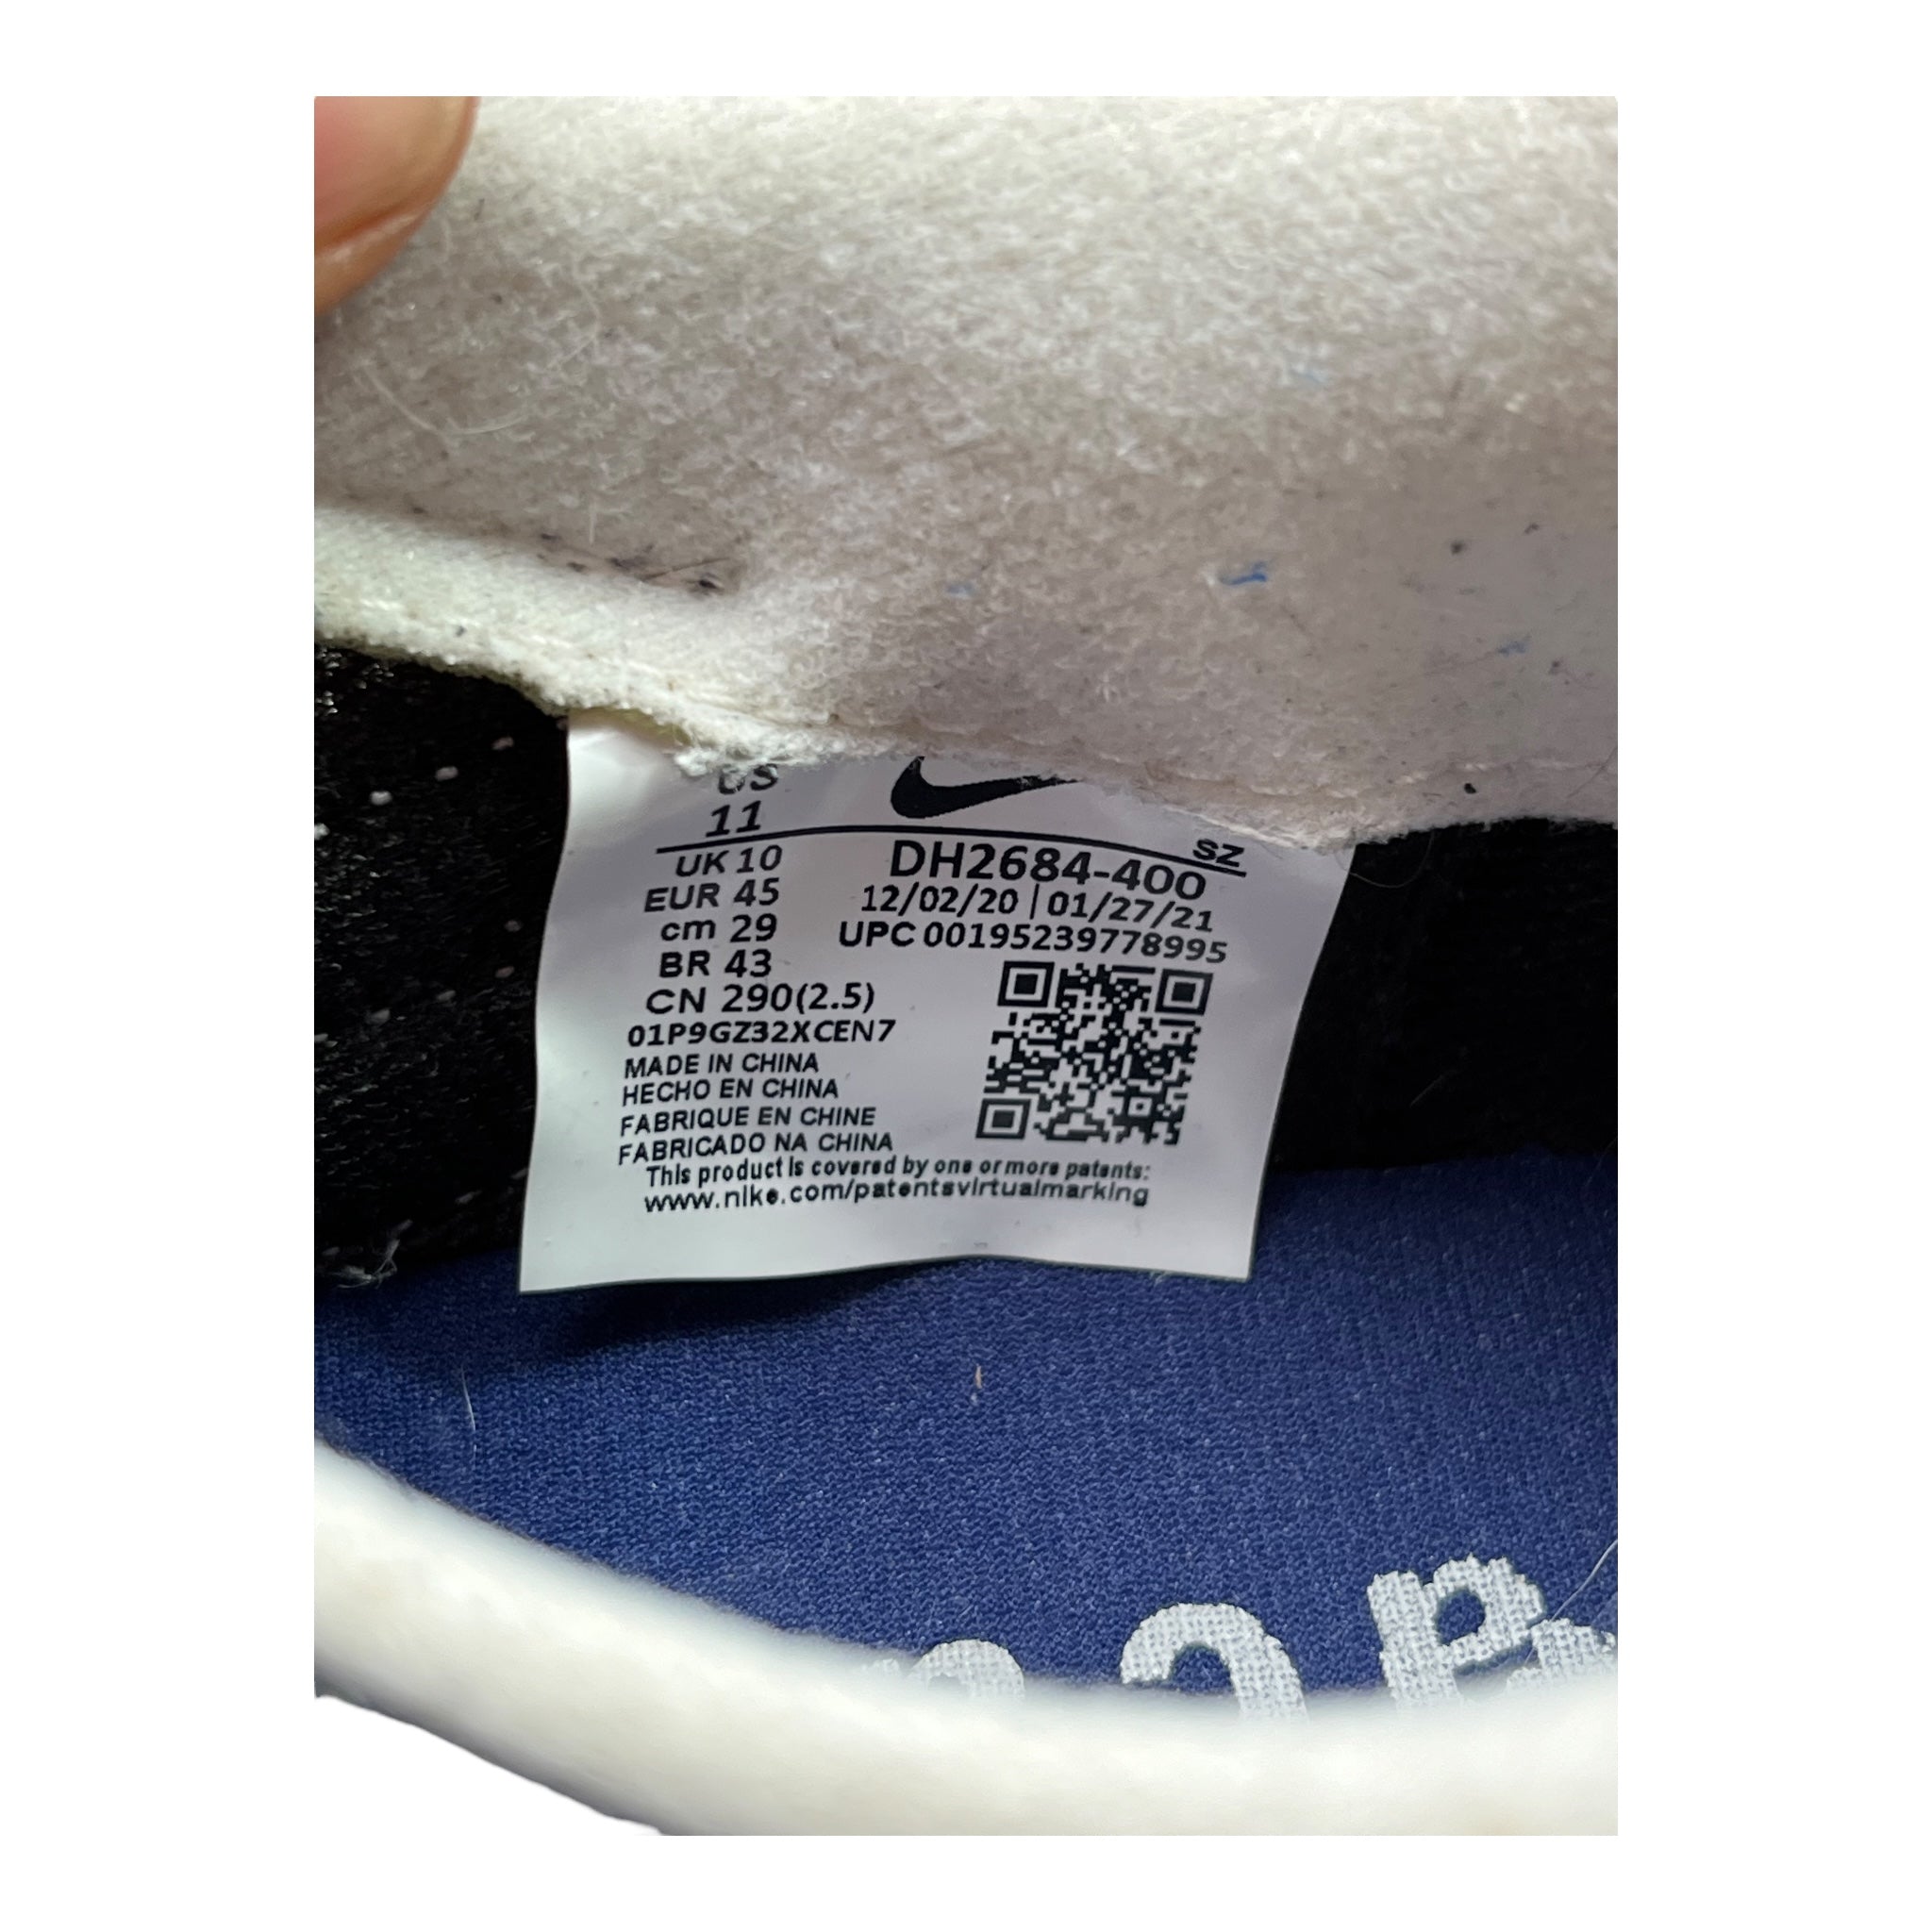 US
11
UK 10
EUR 45
cm 29
BR 43
CN 290(2.5)
01P9GZ32XCEN7
MADE IN CHINA
HECHO EN CHINA
FABRIQUE EN CHINE
FABRICADO NA CHINA
This product is covered by one or more patents:
www.nike.com/patentsvirtualmarking
SZ
DH2684-400
12/02/20 | 01/27/21
UPC 00195239778995